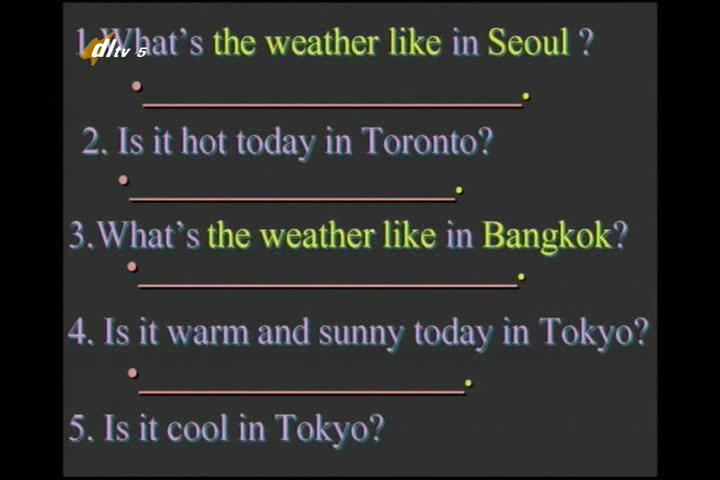 1.What's the weather like in Seoul ?
dltv 5
2. Is it hot today in Toronto?
3.What's the weather like in Bangkok?
4. Is it warm and sunny today in Tokyo?
5. Is it cool in Tokyo?